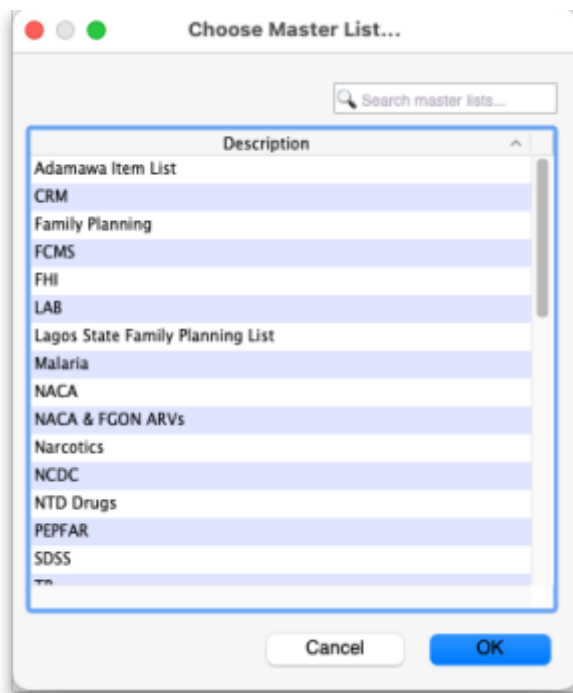 Choose Master List...
Search master lists...
Description
Adamawa Item List
CRM
Family Planning
FCMS
FHI
LAB
Lagos State Family Planning List
Malaria
NACA
NACA & FGON ARVs
Narcotics
NCDC
NTD Drugs
PEPFAR
SDSS
Cancel
OK